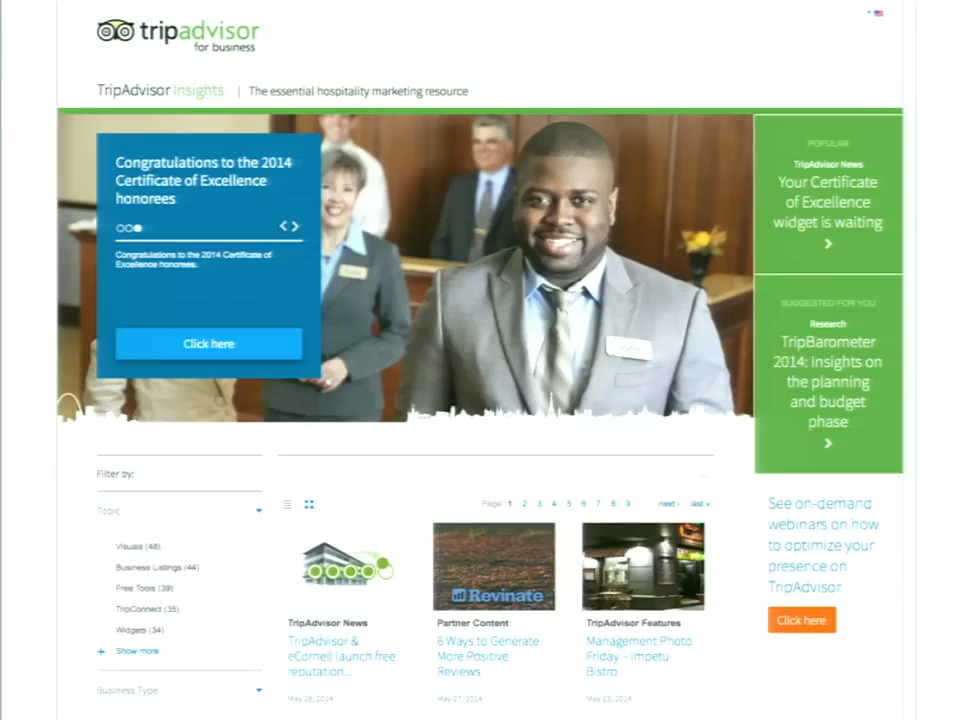 tripadvisor
for business
TripAdvisor Insights | The essential hospitality marketing resource
Congratulations to the 2014
Certificate of Excellence
honorees
Congratulations to the 2014 Certificate of
Excellence honorees.
Click here
POPULAR
TripAdvisor News
Your Certificate
of Excellence
widget is waiting
SUGGESTED FOR YOU
Research
TripBarometer
2014: Insights on
the planning
and budget
phase
See on-demand
webinars on how
to optimize your
presence on
TripAdvisor
Click here
Filter by:
Topic
Visuals (48)
Business Listings (44)
Free Tools (39)
TripConnect (35)
Widgets (34)
+ Show more
Business Type
Page 1 2 3 4 5 6 7 8 9 next › last »
Revinate
TripAdvisor News
TripAdvisor &
eCornell launch free
reputation...
May 28, 2014
Partner Content
6 Ways to Generate
More Positive
Reviews
May 27, 2014
TripAdvisor Features
Management Photo
Friday – Impetu
Bistro
May 23, 2014